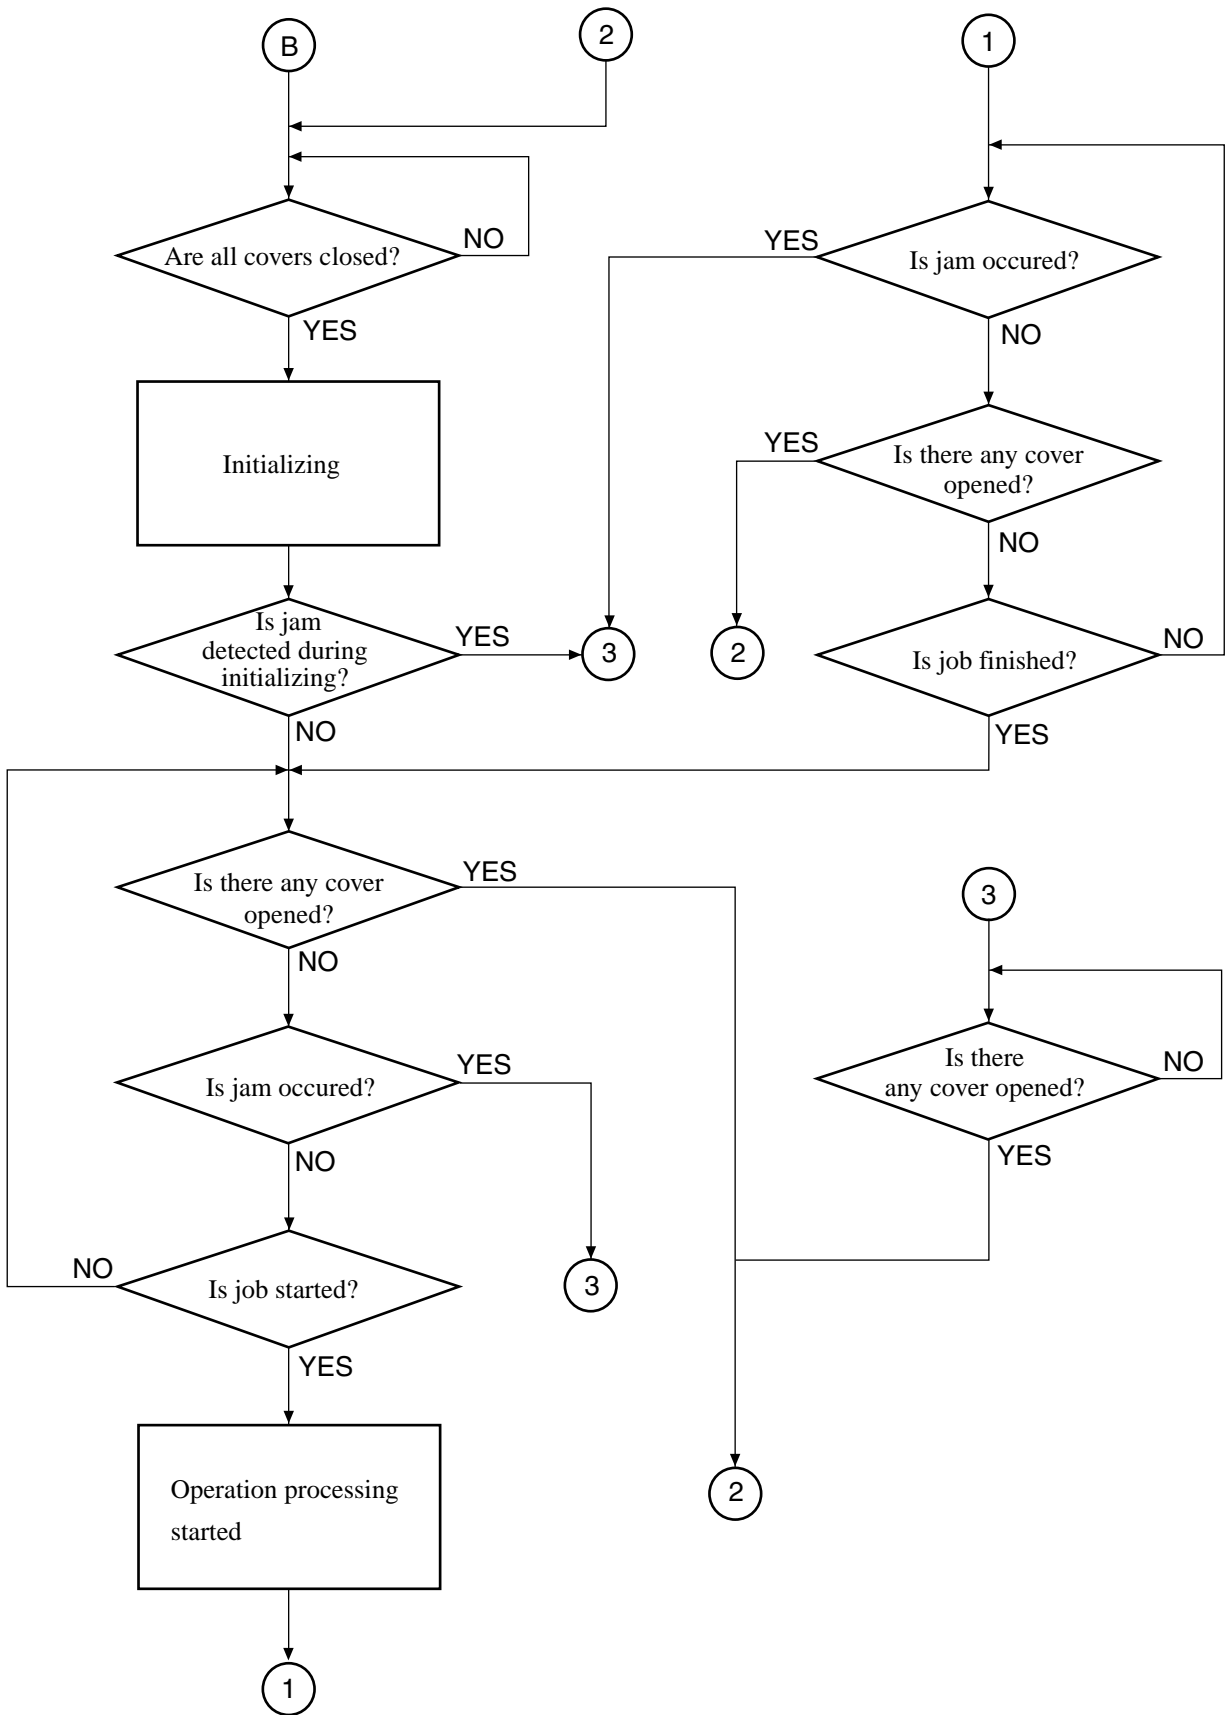 B
2
Are all covers closed?
NO
YES
Initializing
Is jam
detected during
initializing?
YES
3
NO
Is there any cover
opened?
YES
NO
Is jam occured?
YES
NO
3
Is job started?
NO
YES
Operation processing
started
1
2
1
Is jam occured?
YES
NO
Is there any cover
opened?
YES
NO
2
Is job finished?
NO
YES
3
Is there
any cover opened?
NO
YES